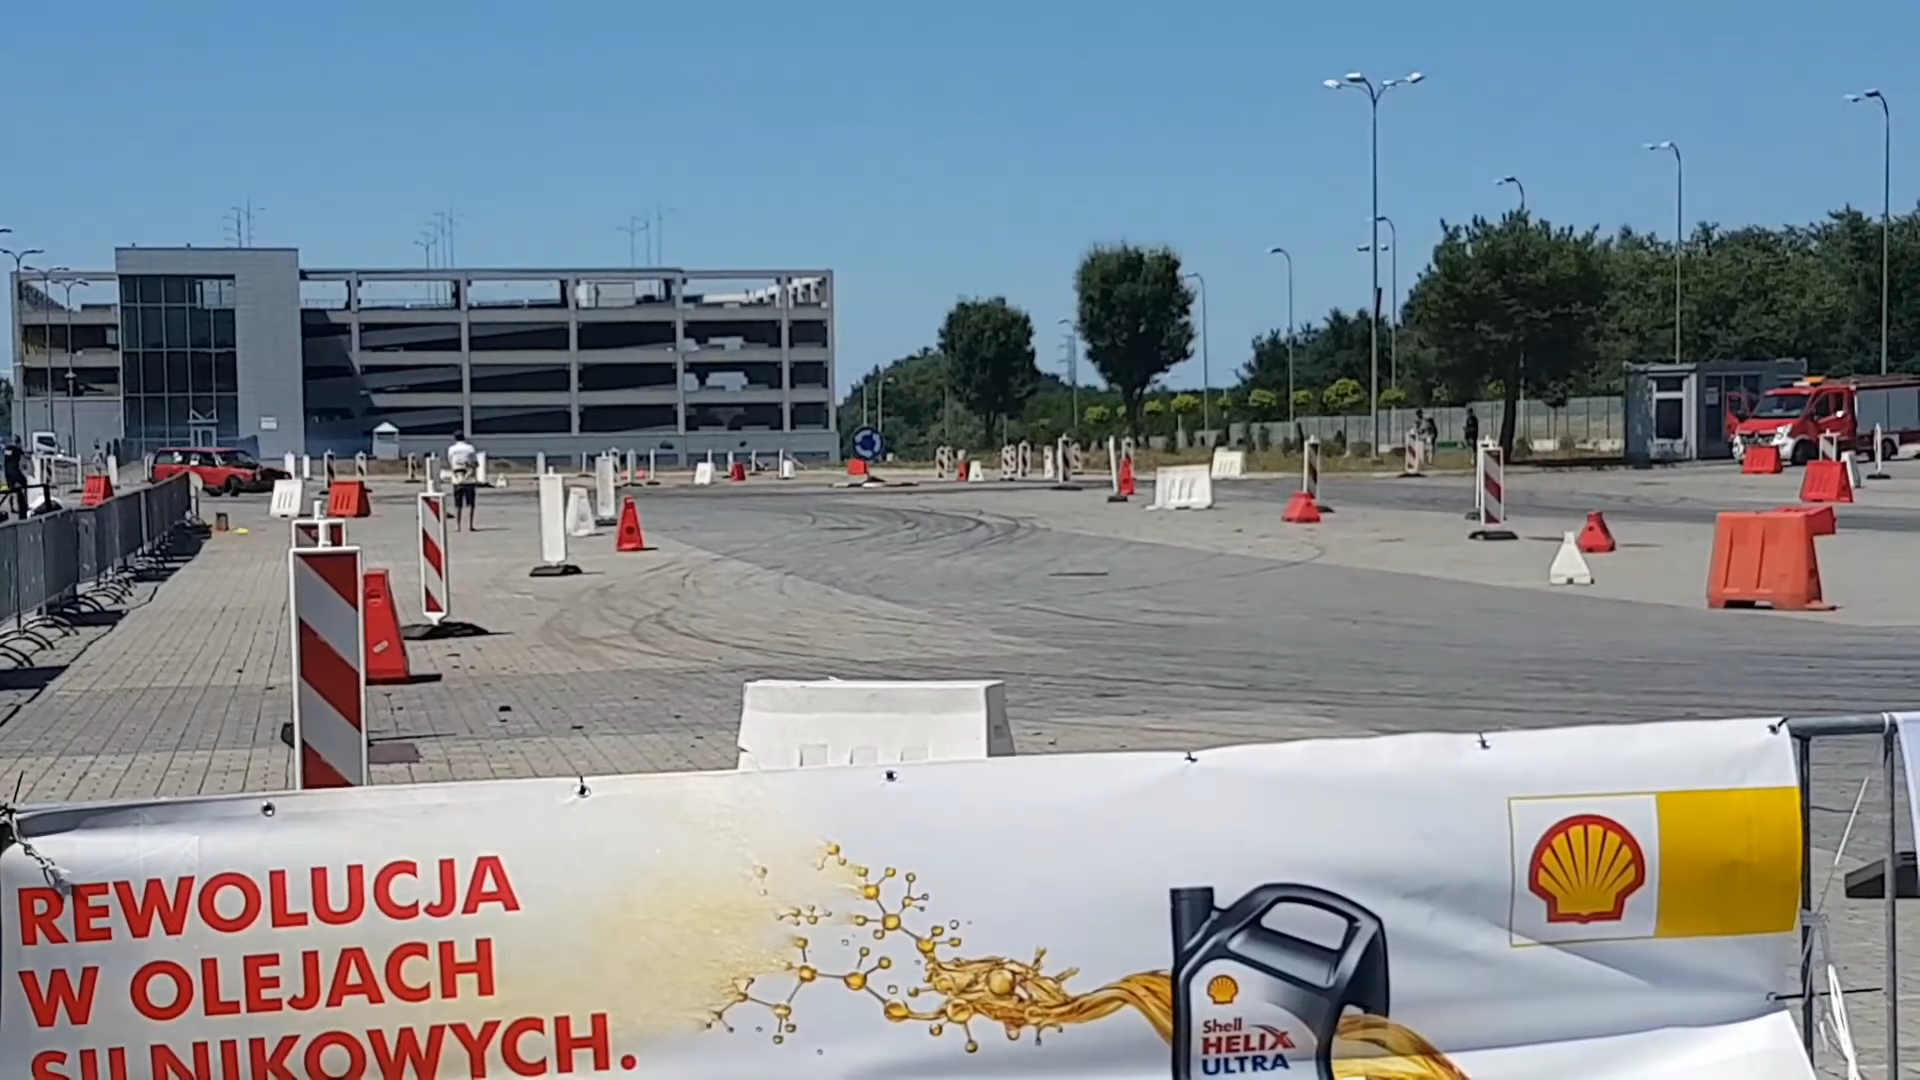 REWOLUCJA
W OLEJACH
SILNIKOWYCH.
Shell
HELIX
ULTRA